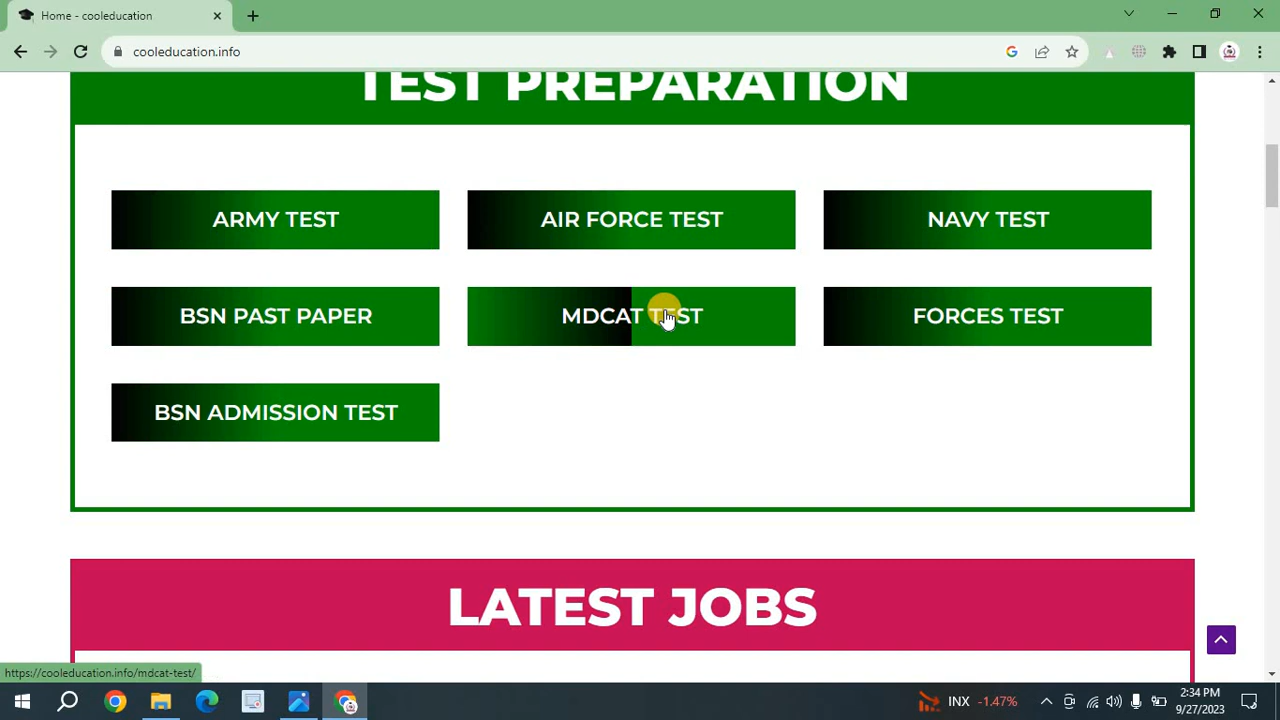 Home - cooleducation
cooleducation.info
TEST PREPARATION
ARMY TEST
AIR FORCE TEST
NAVY TEST
BSN PAST PAPER
MDCAT TEST
FORCES TEST
BSN ADMISSION TEST
LATEST JOBS
https://cooleducation.info/mdcat-test/
INX -1.47%
2:34 PM
9/27/2023